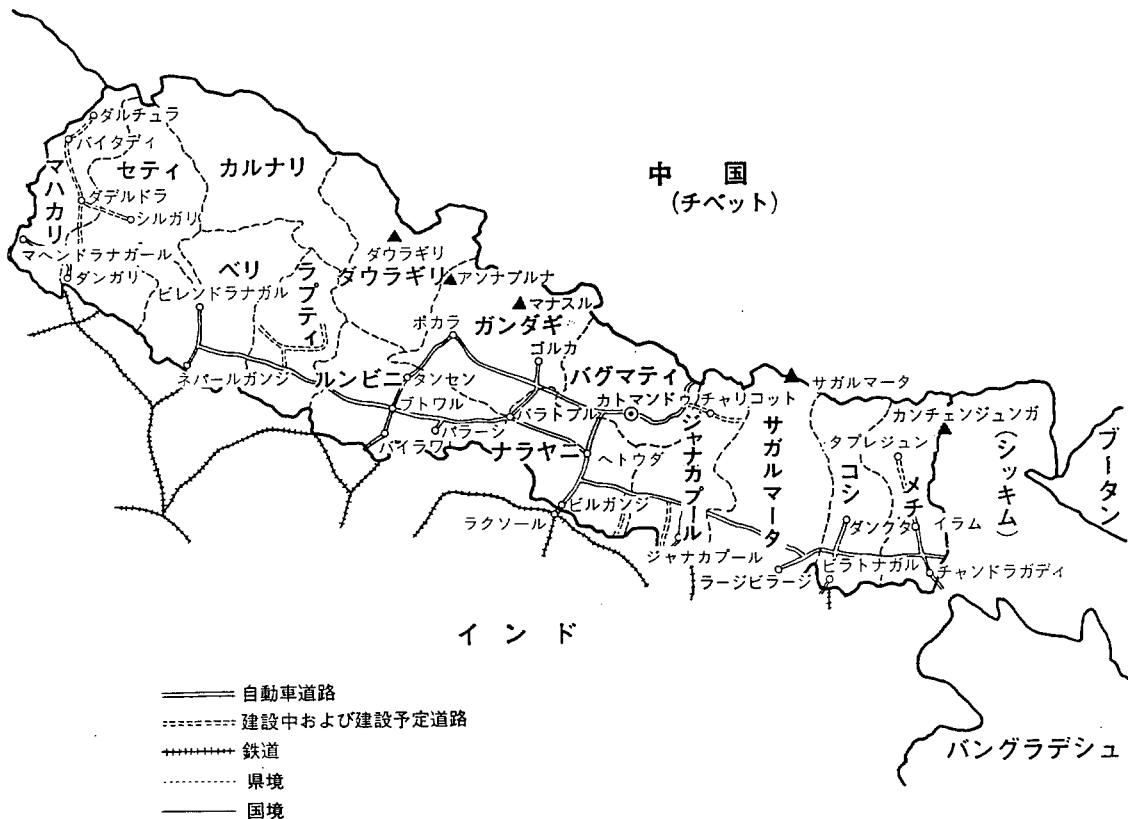 ダルチュラ
バイタディ
マハカリ
セティ
カルナリ
中国
(チベット)
ダデルドラ
シルガリ
マヘンドラナガール
ダンガリ
ベリ
ビレンドラナガル
ラプティ
ダウラギリ
ダウラギリ
アンナプルナ
マナスル
ポカラ
ガンダギ
ゴルカ
ネパールガンジ
ルンビニ
タンセン
バグマティ
サガルマータ
カトマンドゥ
チャリコット
カンチェンジュンガ
ブトワル
バラトプル
パラーシ
バイラワ
ナラヤニ
ヘトウダ
ジャナカプール
サガルマータ
タプレジュン
コシ
メチ
(シッキム)
ブータン
ビルガンジ
ラクソール
ジャナカプール
ダンクタ
イラム
ラージビラージ
ビラトナガル
チャンドラガディ
インド
自動車道路
建設中および建設予定道路
鉄道
県境
国境
バングラデシュ